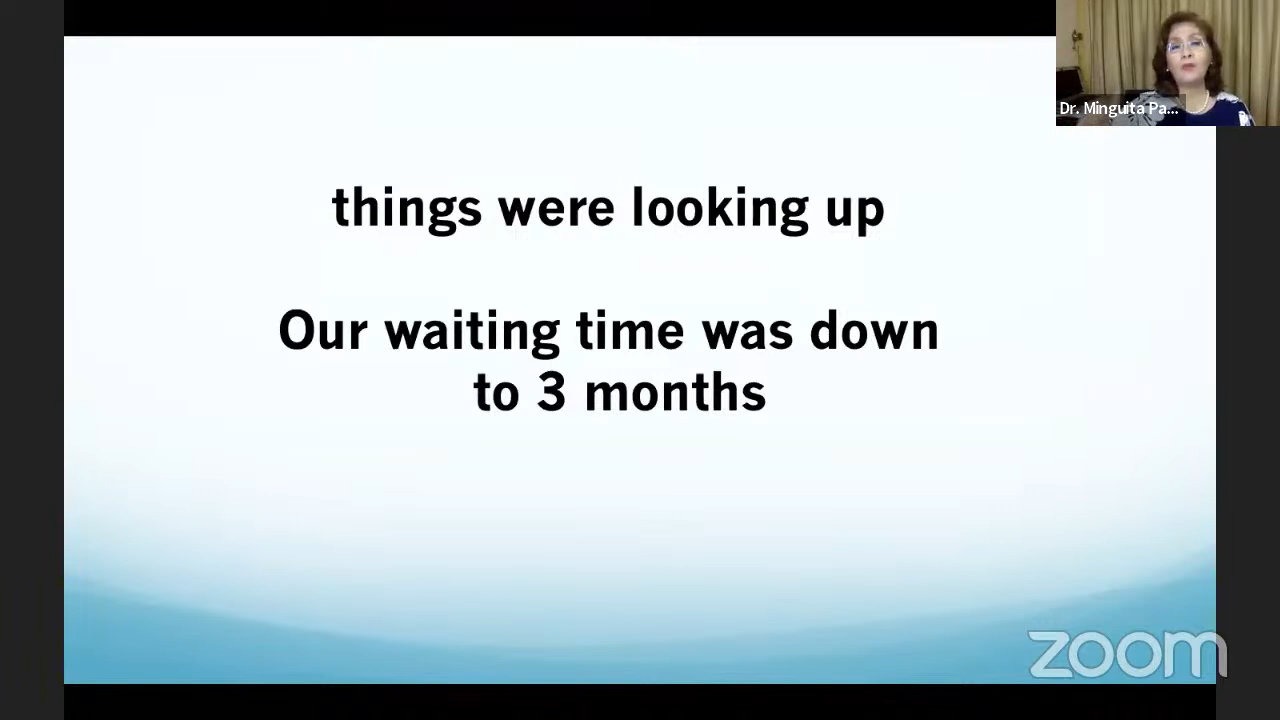 Dr. Minguita Pa...
things were looking up
Our waiting time was down
to 3 months
zoom